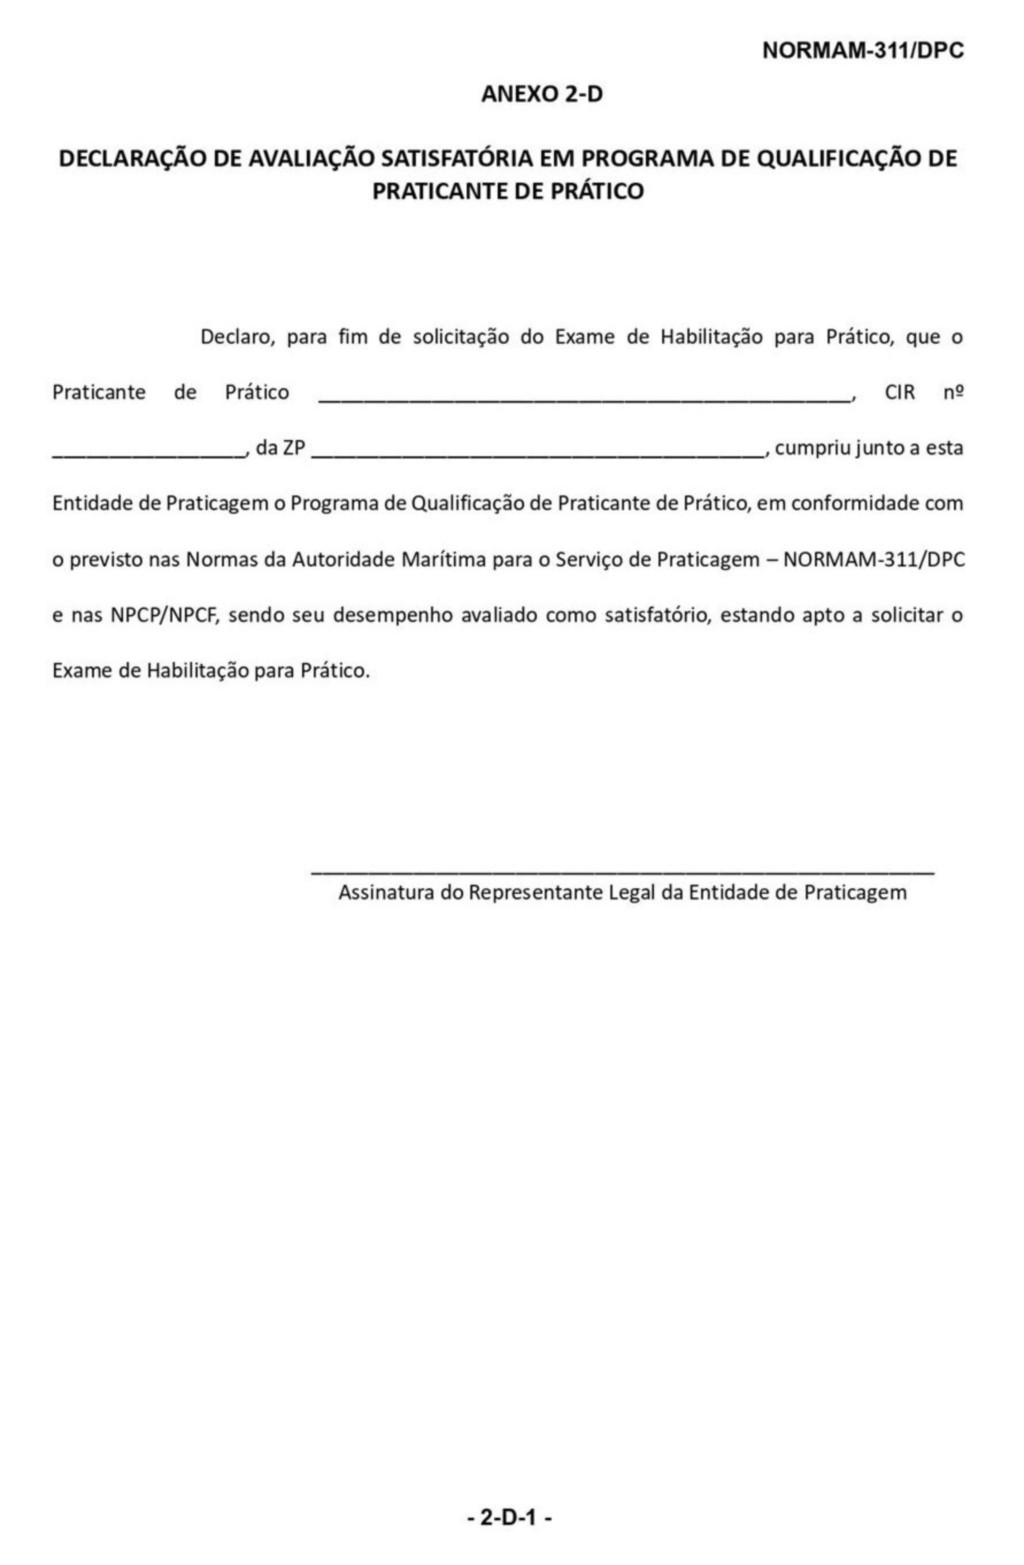 NORMAM-311/DPC
ANEXO 2-D
DECLARAÇÃO DE AVALIAÇÃO SATISFATÓRIA EM PROGRAMA DE QUALIFICAÇÃO DE
PRATICANTE DE PRÁTICO
Declaro, para fim de solicitação do Exame de Habilitação para Prático, que o
Praticante de Prático ________________________________________________, CIR nº
_________________, da ZP _________________________________________, cumpriu junto a esta
Entidade de Praticagem o Programa de Qualificação de Praticante de Prático, em conformidade com
o previsto nas Normas da Autoridade Marítima para o Serviço de Praticagem – NORMAM-311/DPC
e nas NPCP/NPCF, sendo seu desempenho avaliado como satisfatório, estando apto a solicitar o
Exame de Habilitação para Prático.
________________________________________________________
Assinatura do Representante Legal da Entidade de Praticagem
- 2-D-1 -